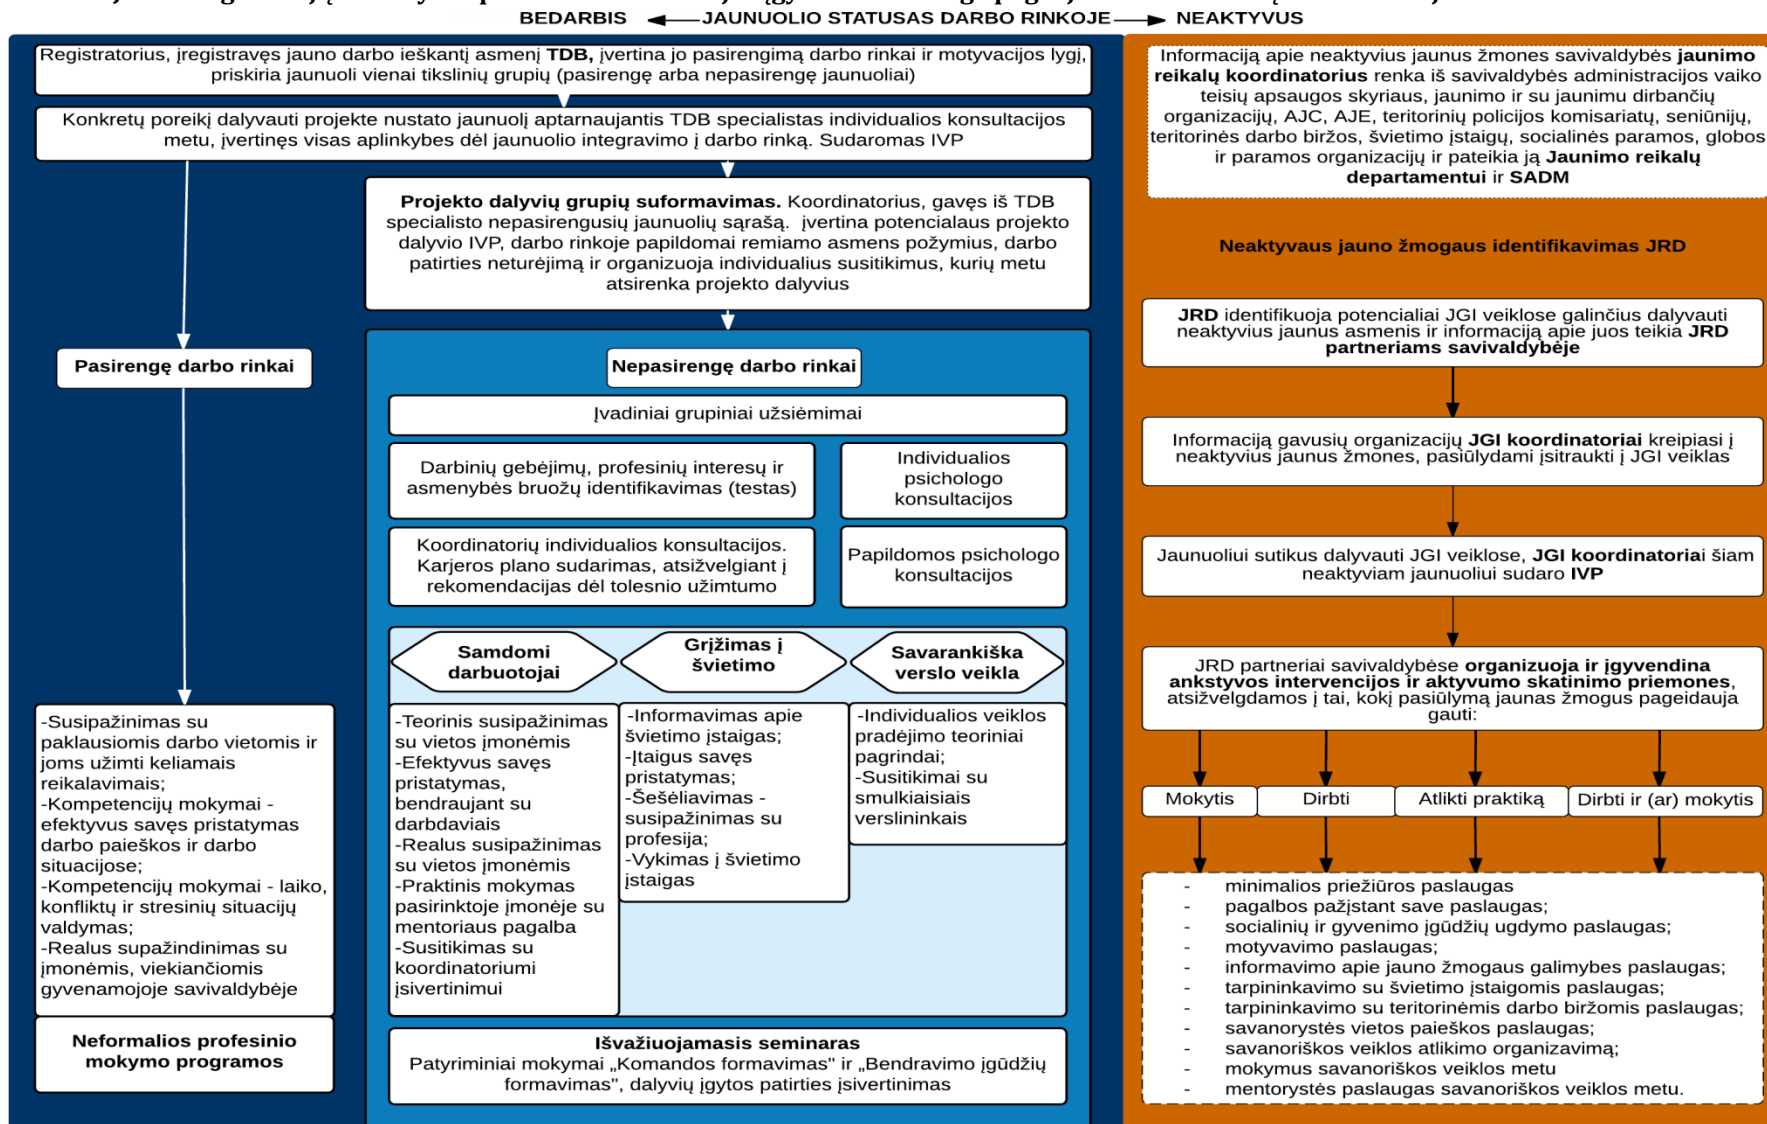 BEDARBIS
JAUNUOLIO STATUSAS DARBO RINKOJE
NEAKTYVUS
Registratorius, įregistravęs jauno darbo ieškantį asmenį TDB, įvertina jo pasirengimą darbo rinkai ir motyvacijos lygį,
priskiria jaunuoli vienai tikslinių grupių (pasirengę arba nepasirengę jaunuoliai)
Konkretų poreikį dalyvauti projekte nustato jaunuolį aptarnaujantis TDB specialistas individualios konsultacijos
metu, įvertinęs visas aplinkybes dėl jaunuolio integravimo į darbo rinką. Sudaromas IVP
Projekto dalyvių grupių suformavimas. Koordinatorius, gavęs iš TDB
specialisto nepasirengusių jaunuolių sąrašą. įvertina potencialaus projekto
dalyvio IVP, darbo rinkoje papildomai remiamo asmens požymius, darbo
patirties neturėjimą ir organizuoja individualius susitikimus, kurių metu
atsirenka projekto dalyvius
Pasirengę darbo rinkai
Nepasirengę darbo rinkai
Įvadiniai grupiniai užsiėmimai
Darbinių gebėjimų, profesinių interesų ir
asmenybės bruožų identifikavimas (testas)
Individualios
psichologo
konsultacijos
Koordinatorių individualios konsultacijos.
Karjeros plano sudarimas, atsižvelgiant į
rekomendacijas dėl tolesnio užimtumo
Papildomos psichologo
konsultacijos
Samdomi
darbuotojai
Grįžimas į
švietimo
Savarankiška
verslo veikla
-Susipažinimas su
paklausiomis darbo vietomis ir
joms užimti keliamais
reikalavimais;
-Kompetencijų mokymai -
efektyvus savęs pristatymas
darbo paieškos ir darbo
situacijose;
-Kompetencijų mokymai - laiko,
konfliktų ir stresinių situacijų
valdymas;
-Realus supažindinimas su
įmonėmis, viekiančiomis
gyvenamojoje savivaldybėje
Neformalios profesinio
mokymo programos
-Teorinis susipažinimas
su vietos įmonėmis
-Efektyvus savęs
pristatymas,
bendraujant su
darbdaviais
-Realus susipažinimas
su vietos įmonėmis
-Praktinis mokymas
pasirinktoje įmonėje su
mentoriaus pagalba
-Susitikimas su
koordinatoriumi
įsivertinimui
-Informavimas apie
švietimo įstaigas;
-Įtaigus savęs
pristatymas;
-Šešėliavimas -
susipažinimas su
profesija;
-Vykimas į švietimo
įstaigas
-Individualios veiklos
pradėjimo teoriniai
pagrindai;
-Susitikimai su
smulkiaisiais
verslininkais
Išvažiuojamasis seminaras
Patyriminiai mokymai „Komandos formavimas" ir „Bendravimo įgūdžių
formavimas", dalyvių įgytos patirties įsivertinimas
Informaciją apie neaktyvius jaunus žmones savivaldybės jaunimo
reikalų koordinatorius renka iš savivaldybės administracijos vaiko
teisių apsaugos skyriaus, jaunimo ir su jaunimu dirbančių
organizacijų, AJC, AJE, teritorinių policijos komisariatų, seniūnijų,
teritorinės darbo biržos, švietimo įstaigų, socialinės paramos, globos
ir paramos organizacijų ir pateikia ją Jaunimo reikalų
departamentui ir SADM
Neaktyvaus jauno žmogaus identifikavimas JRD
JRD identifikuoja potencialiai JGI veiklose galinčius dalyvauti
neaktyvius jaunus asmenis ir informaciją apie juos teikia JRD
partneriams savivaldybėje
Informaciją gavusių organizacijų JGI koordinatoriai kreipiasi į
neaktyvius jaunus žmones, pasiūlydami įsitraukti į JGI veiklas
Jaunuoliui sutikus dalyvauti JGI veiklose, JGI koordinatoriai šiam
neaktyviam jaunuoliui sudaro IVP
JRD partneriai savivaldybėse organizuoja ir įgyvendina
ankstyvos intervencijos ir aktyvumo skatinimo priemones,
atsižvelgdamos į tai, kokį pasiūlymą jaunas žmogus pageidauja
gauti:
Mokytis
Dirbti
Atlikti praktiką
Dirbti ir (ar) mokytis
- minimalios priežiūros paslaugas
- pagalbos pažįstant save paslaugas;
- socialinių ir gyvenimo įgūdžių ugdymo paslaugas;
- motyvavimo paslaugas;
- informavimo apie jauno žmogaus galimybes paslaugas;
- tarpininkavimo su švietimo įstaigomis paslaugas;
- tarpininkavimo su teritorinėmis darbo biržomis paslaugas;
- savanorystės vietos paieškos paslaugas;
- savanoriškos veiklos atlikimo organizavimą;
- mokymus savanoriškos veiklos metu
- mentorystės paslaugas savanoriškos veiklos metu.